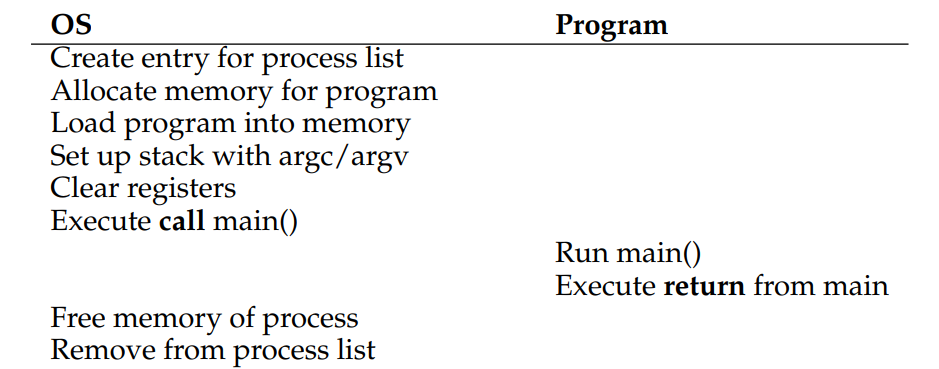 OS Program
Create entry for process list
Allocate memory for program
Load program into memory
Set up stack with argc/argv
Clear registers
Execute call main()
Run main()
Execute return from main
Free memory of process
Remove from process list